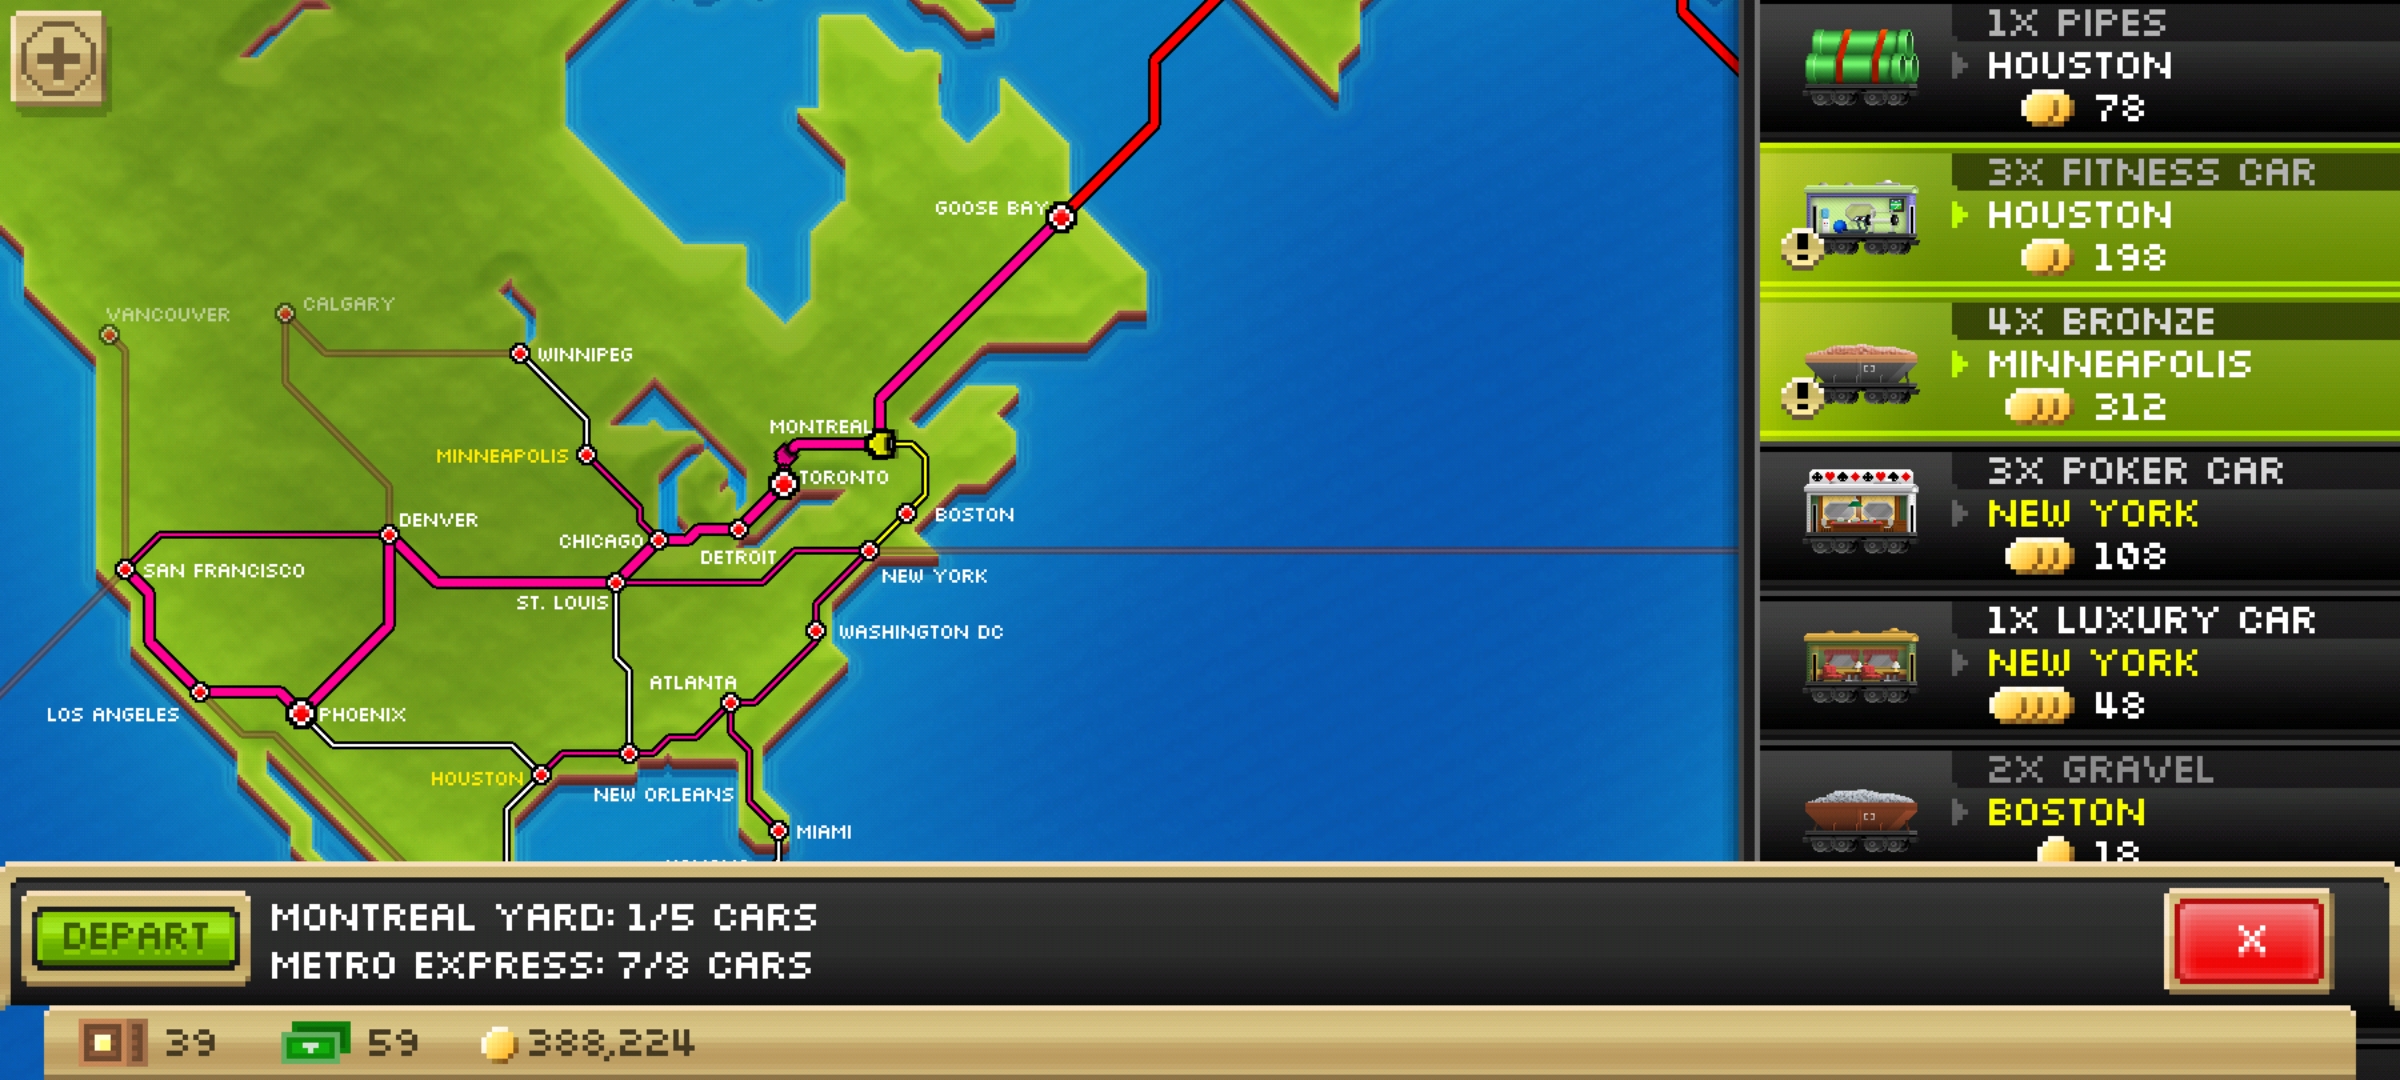 VANCOUVER
CALGARY
WINNIPEG
GOOSE BAY
MONTREAL
MINNEAPOLIS
TORONTO
DENVER
CHICAGO
BOSTON
DETROIT
SAN FRANCISCO
NEW YORK
ST. LOUIS
WASHINGTON DC
ATLANTA
LOS ANGELES
PHOENIX
HOUSTON
NEW ORLEANS
MIAMI
1X PIPES
HOUSTON
78
3X FITNESS CAR
HOUSTON
198
4X BRONZE
MINNEAPOLIS
312
3X POKER CAR
NEW YORK
108
1X LUXURY CAR
NEW YORK
48
2X GRAVEL
BOSTON
18
DEPART
MONTREAL YARD: 1/5 CARS
METRO EXPRESS: 7/8 CARS
X
39
59
388,224